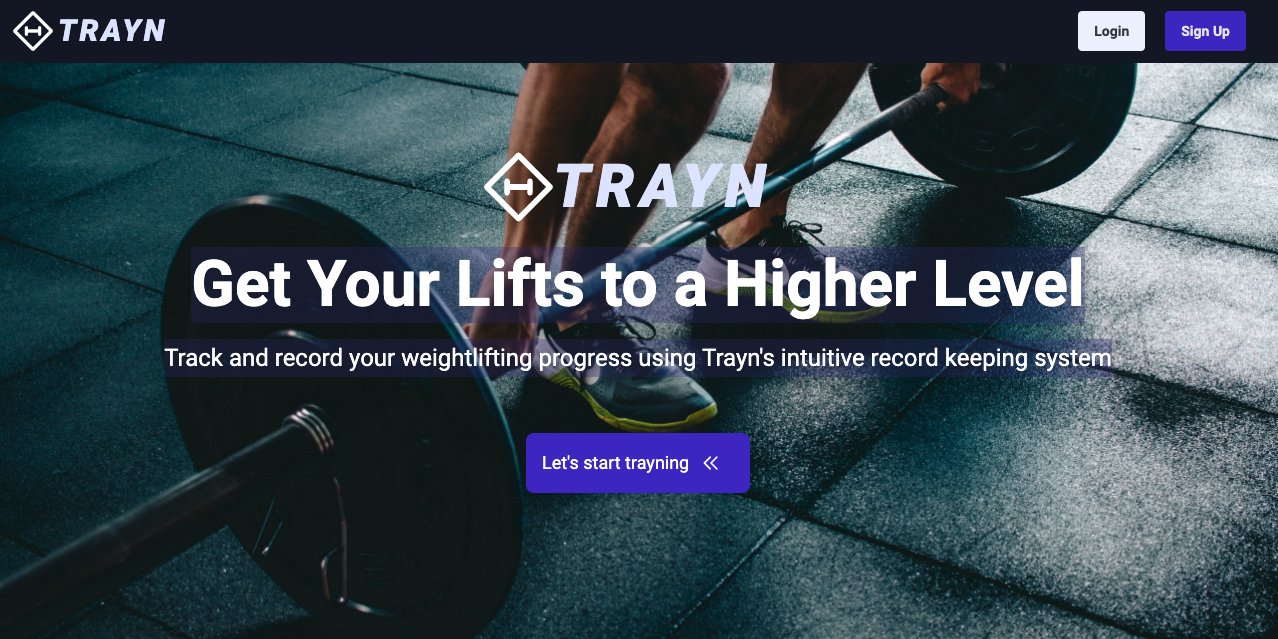 TRAYN
Login
Sign Up
TRAYN
Get Your Lifts to a Higher Level
Track and record your weightlifting progress using Trayn's intuitive record keeping system
Let's start trayning